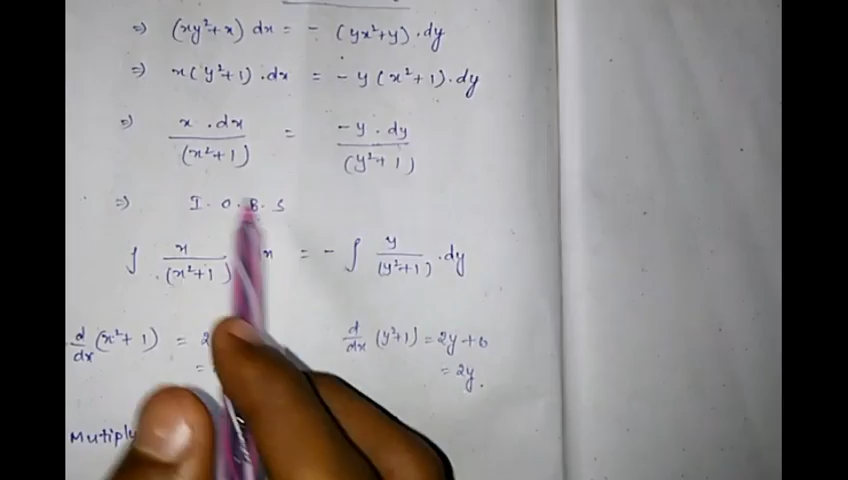 ⇒ (xy²+x) dx = - (yx²+y).dy
⇒ x(y²+1).dx = -y(x²+1).dy
⇒ x.dx/(x²+1) = -y.dy/(y²+1)
⇒ I.O.B.S
∫ x/(x²+1) x = -∫ y/(y²+1).dy
d/dx (x²+1) = 2 d/dx (y²+1) = 2y+0
= = 2y.
Mutiply